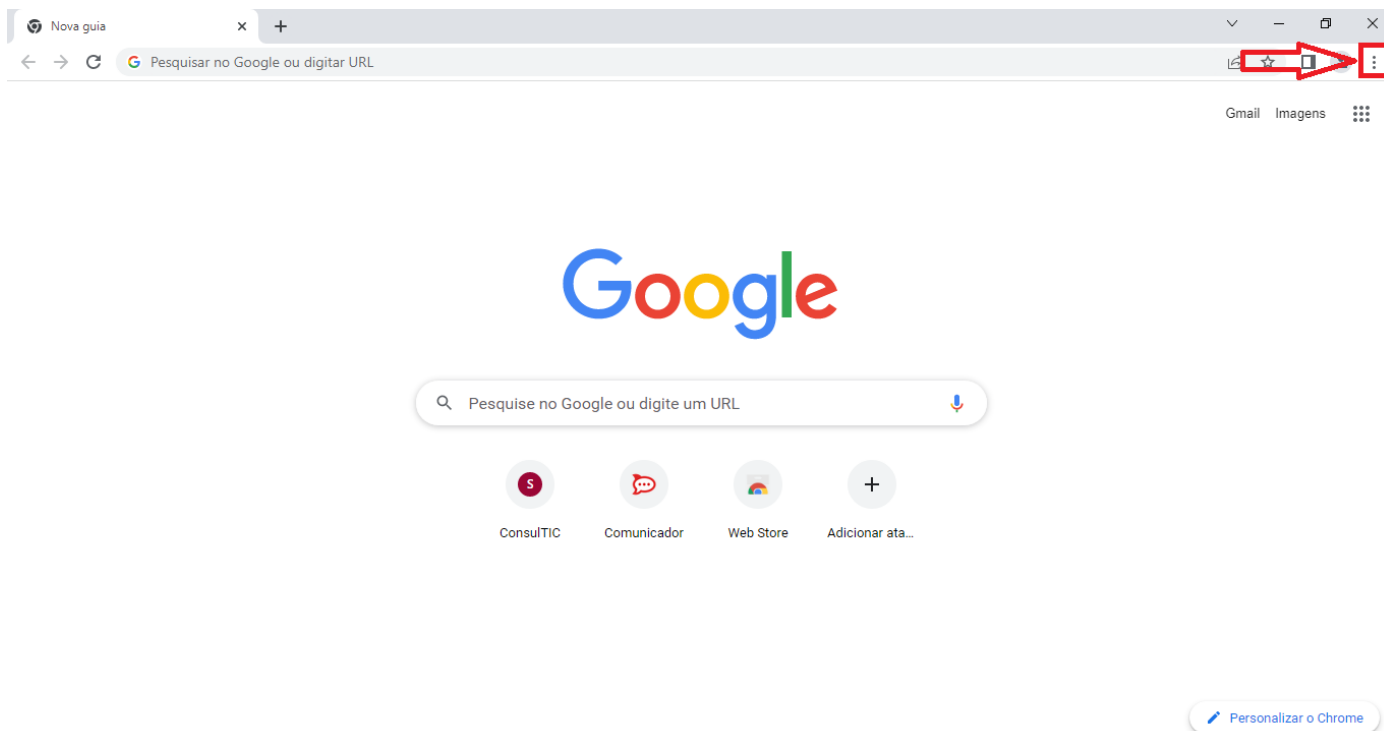 Nova guia
Pesquisar no Google ou digitar URL
Gmail Imagens
Google
Pesquise no Google ou digite um URL
S
ConsulTIC Comunicador Web Store Adicionar ata...
Personalizar o Chrome